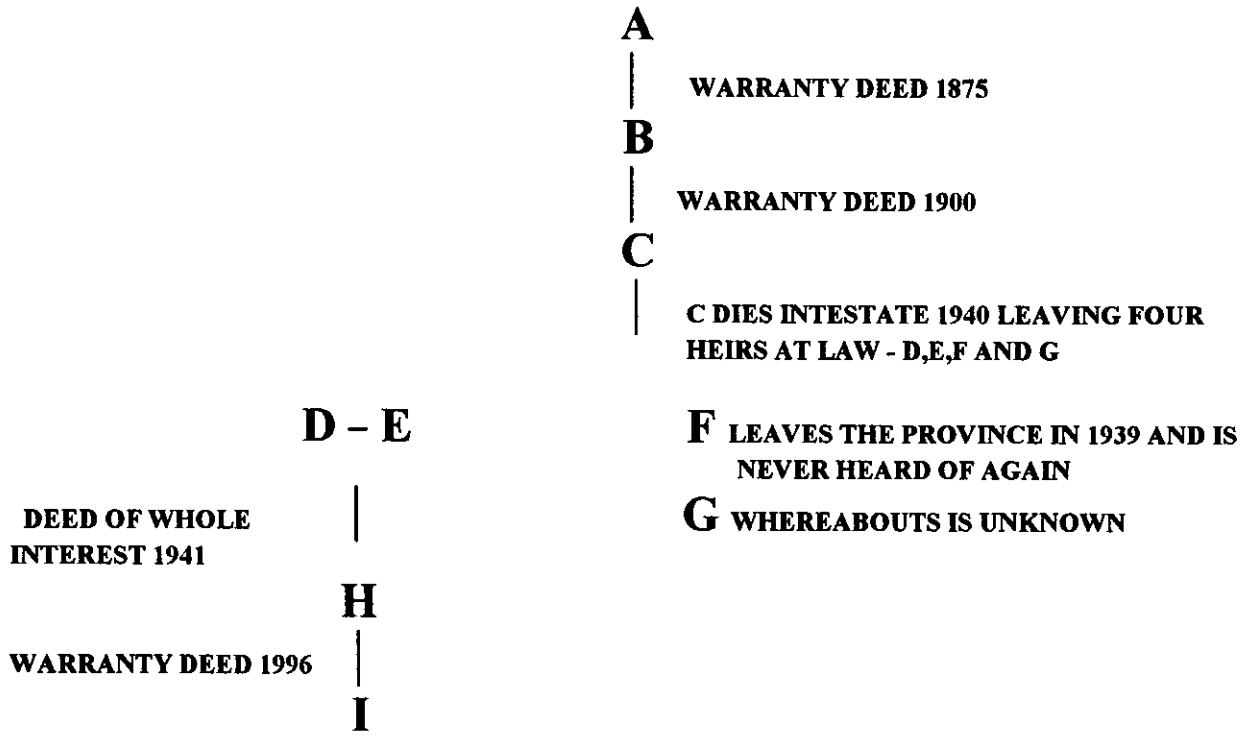 A
WARRANTY DEED 1875
B
WARRANTY DEED 1900
C
C DIES INTESTATE 1940 LEAVING FOUR
HEIRS AT LAW - D,E,F AND G
D – E
F LEAVES THE PROVINCE IN 1939 AND IS
NEVER HEARD OF AGAIN
G WHEREABOUTS IS UNKNOWN
DEED OF WHOLE
INTEREST 1941
H
WARRANTY DEED 1996
I